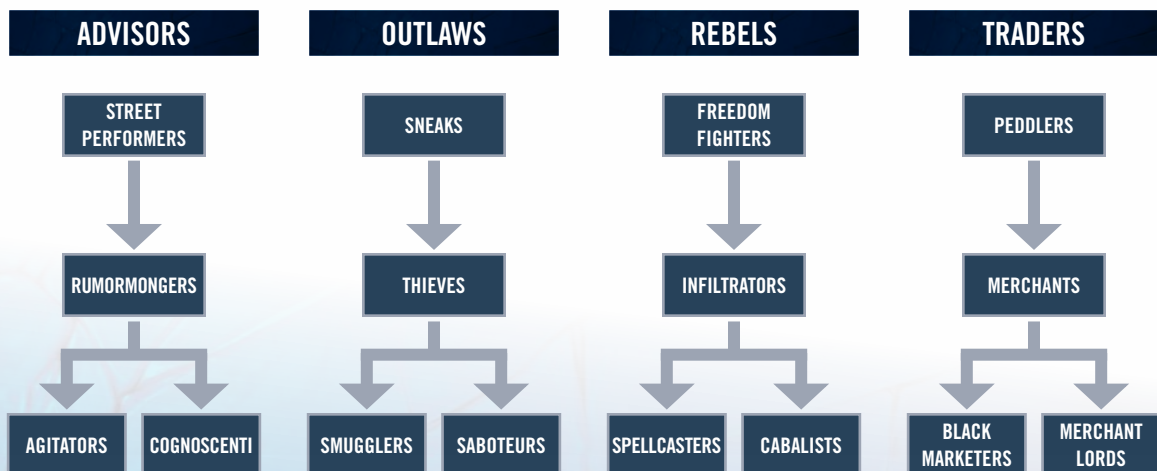 ADVISORS
OUTLAWS
REBELS
TRADERS
STREET
PERFORMERS
SNEAKS
FREEDOM
FIGHTERS
PEDDLERS
RUMORMONGERS
THIEVES
INFILTRATORS
MERCHANTS
AGITATORS
COGNOSCENTI
SMUGGLERS
SABOTEURS
SPELLCASTERS
CABALISTS
BLACK
MARKETERS
MERCHANT
LORDS